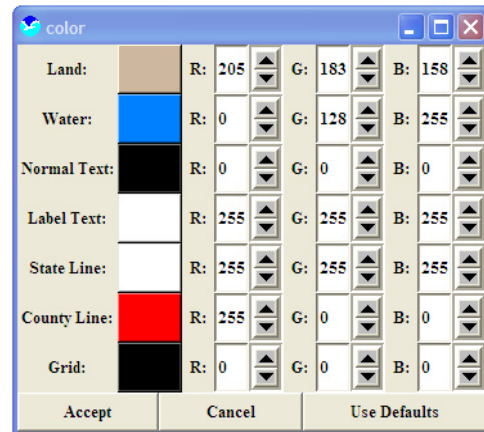 color
Land: R: 205 G: 183 B: 158
Water: R: 0 G: 128 B: 255
Normal Text: R: 0 G: 0 B: 0
Label Text: R: 255 G: 255 B: 255
State Line: R: 255 G: 255 B: 255
County Line: R: 255 G: 0 B: 0
Grid: R: 0 G: 0 B: 0
Accept Cancel Use Defaults